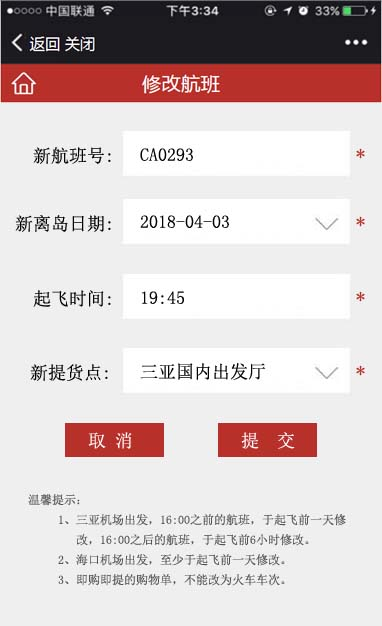 中国联通 下午3:34 33%
返回 关闭
修改航班
新航班号: CA0293 *
新离岛日期: 2018-04-03 *
起飞时间: 19:45 *
新提货点: 三亚国内出发厅 *
取 消 提 交
温馨提示:
1、三亚机场出发，16:00之前的航班，于起飞前一天修
改，16:00之后的航班，于起飞前6小时修改。
2、海口机场出发，至少于起飞前一天修改。
3、即购即提的购物单，不能改为火车车次。